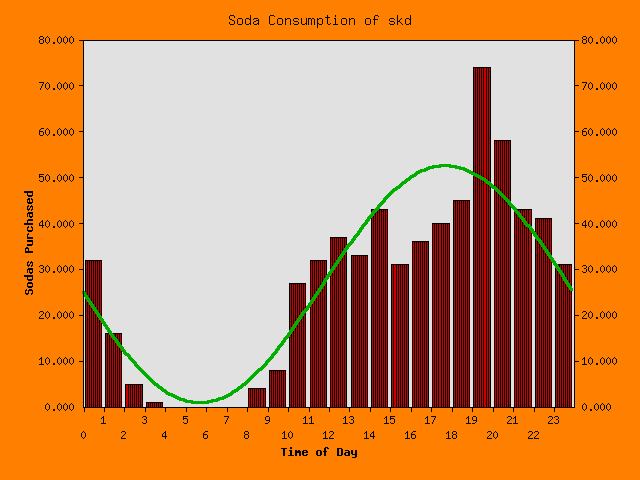 Soda Consumption of skd
80.000 80.000
70.000 70.000
60.000 60.000
50.000 50.000
40.000 40.000
30.000 30.000
20.000 20.000
10.000 10.000
0.000 0.000
Sodas Purchased
1 3 5 7 9 11 13 15 17 19 21 23
0 2 4 6 8 10 12 14 16 18 20 22
Time of Day